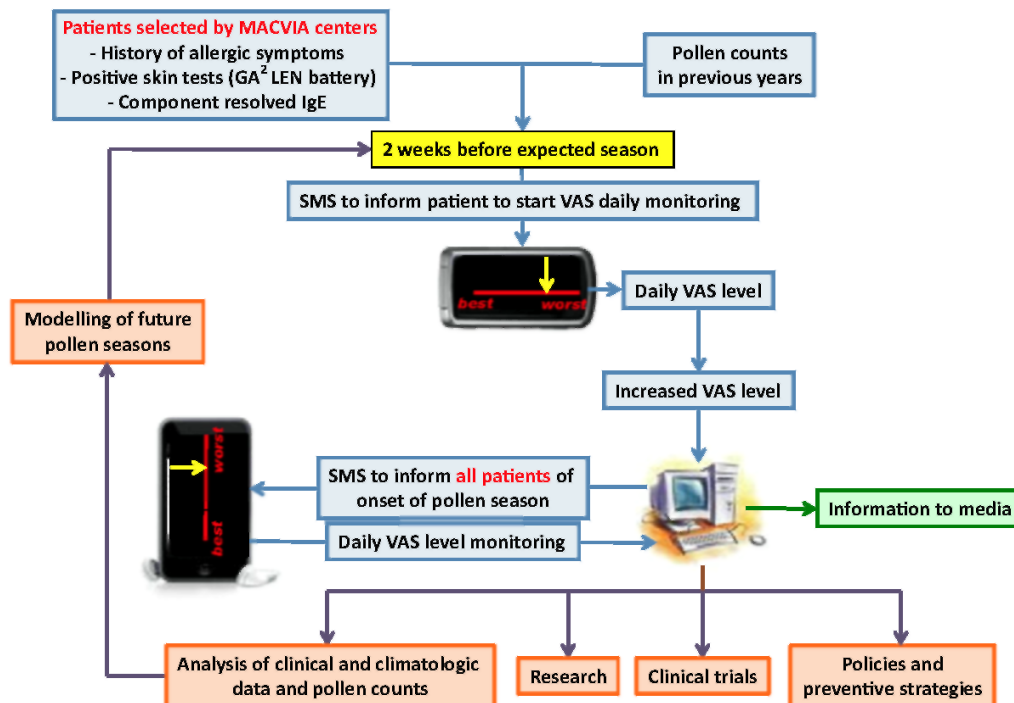 Patients selected by MACVIA centers
- History of allergic symptoms
- Positive skin tests (GA² LEN battery)
- Component resolved IgE
Pollen counts
in previous years
2 weeks before expected season
SMS to inform patient to start VAS daily monitoring
best worst
Daily VAS level
Modelling of future
pollen seasons
Increased VAS level
worst
best
SMS to inform all patients of
onset of pollen season
Information to media
Daily VAS level monitoring
Analysis of clinical and climatologic
data and pollen counts
Research
Clinical trials
Policies and
preventive strategies